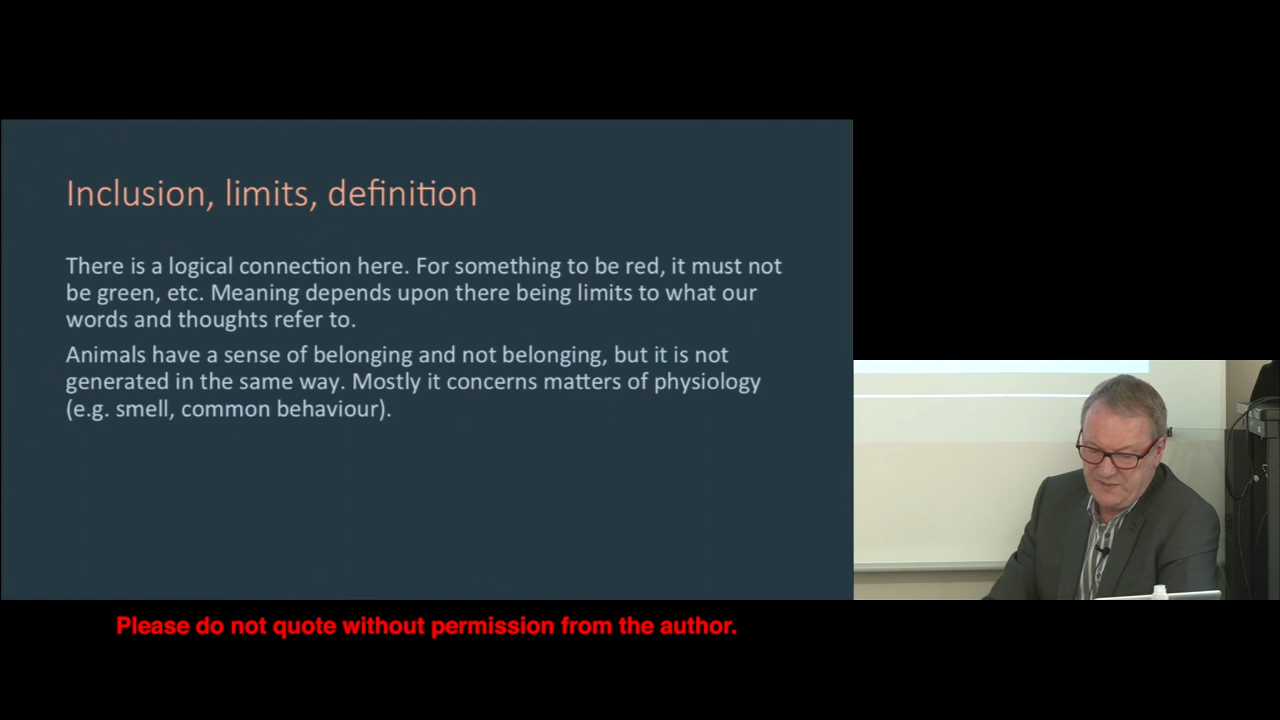 Inclusion, limits, definition
There is a logical connection here. For something to be red, it must not
be green, etc. Meaning depends upon there being limits to what our
words and thoughts refer to.
Animals have a sense of belonging and not belonging, but it is not
generated in the same way. Mostly it concerns matters of physiology
(e.g. smell, common behaviour).
Please do not quote without permission from the author.